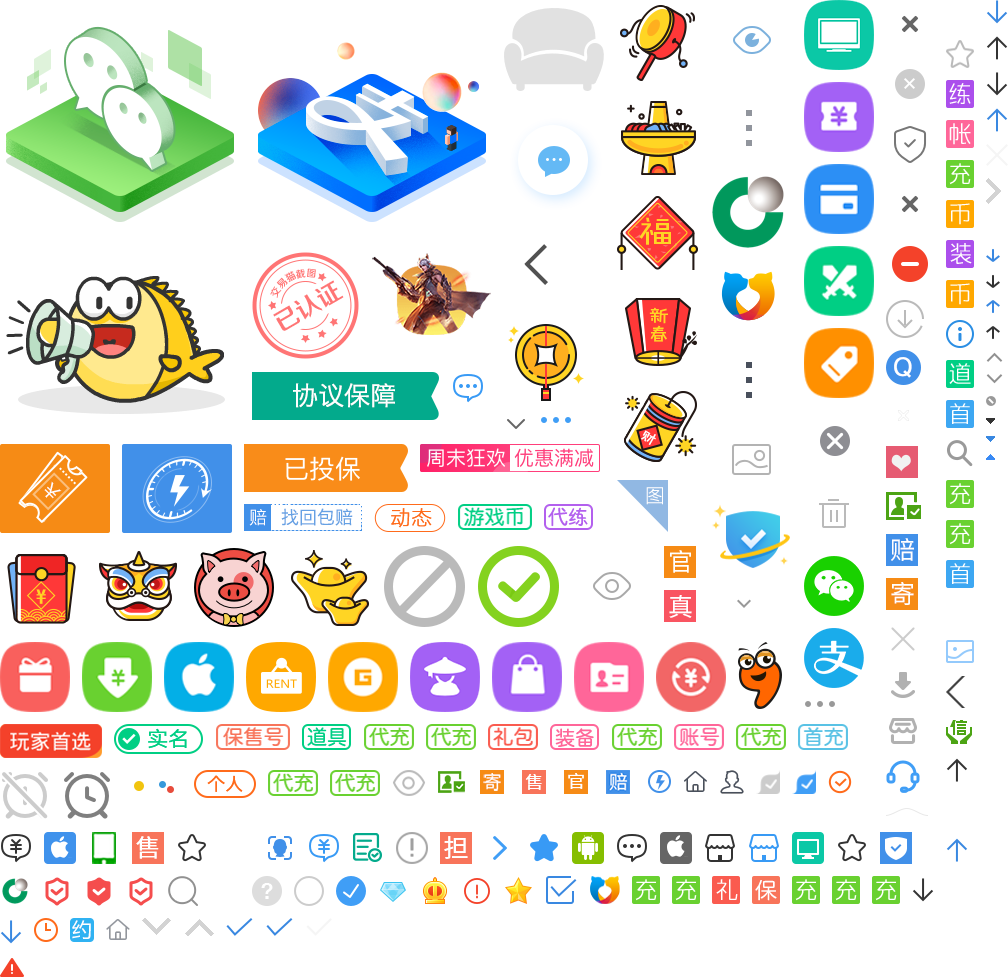 练
帐
充
¥
币
装
福
币
交易猫截图
已认证
新春
道
协议保障
Q
首
周末狂欢 优惠满减
已投保
财
图
充
赔 找回包赔
动态
游戏币
代练
充
官
赔
首
真
寄
¥
¥
RENT
G
¥
支
信
玩家首选
实名
保售号
道具
代充
代充
礼包
装备
代充
账号
代充
首充
个人
代充
代充
寄
售
官
赔
¥
售
¥
担
充
充
礼
保
充
充
充
约